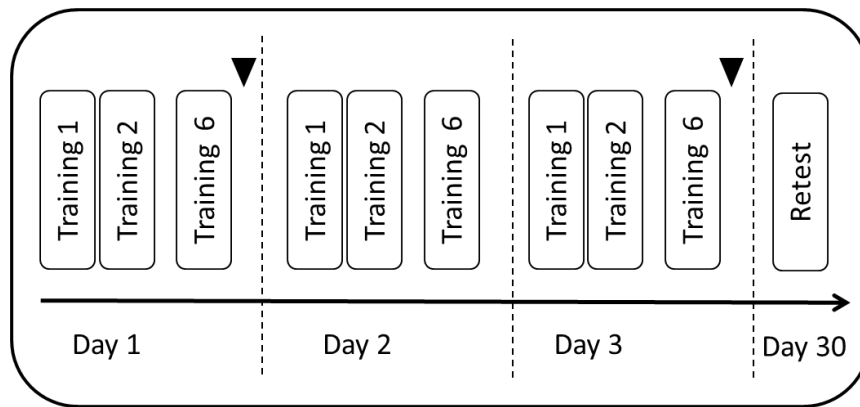 Training 1
Training 2
Training 6
Training 1
Training 2
Training 6
Training 1
Training 2
Training 6
Retest
Day 1
Day 2
Day 3
Day 30